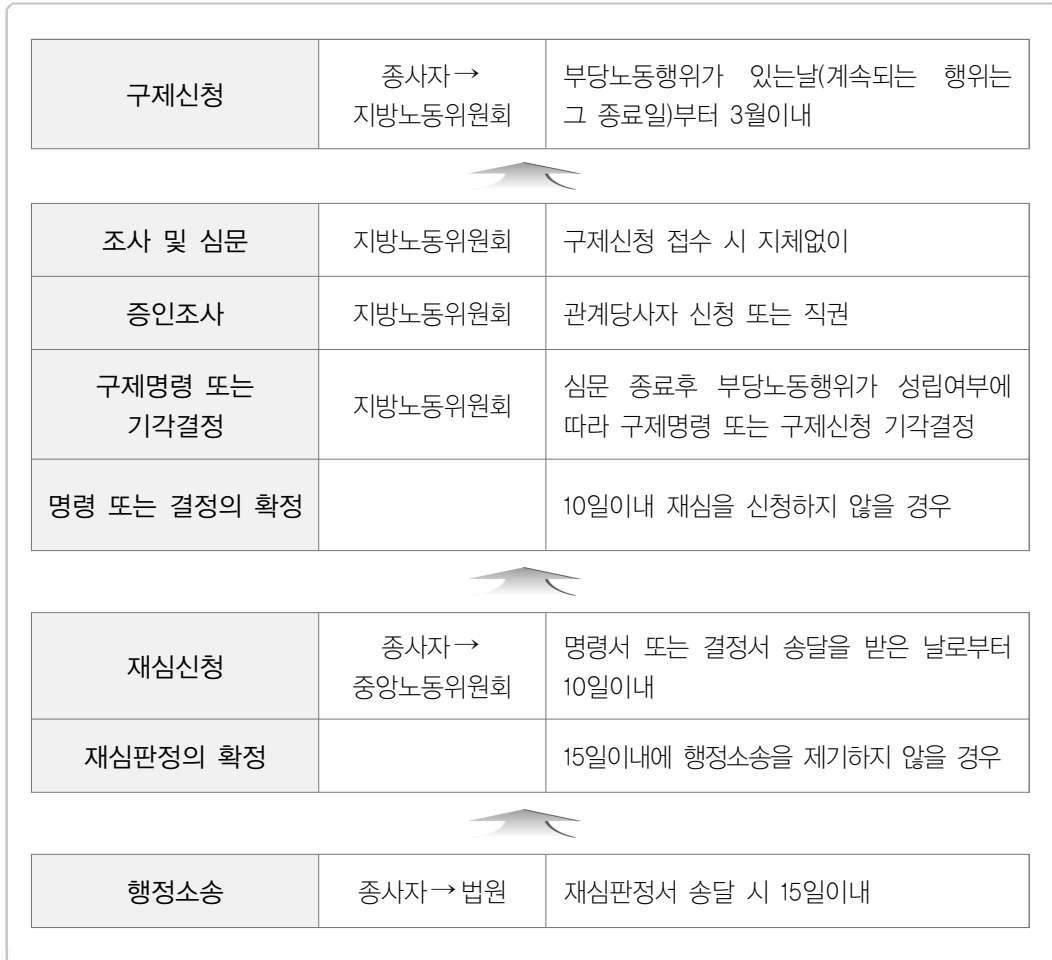 구제신청
종사자→
지방노동위원회
부당노동행위가 있는날(계속되는 행위는
그 종료일)부터 3월이내
조사 및 심문
지방노동위원회
구제신청 접수 시 지체없이
증인조사
지방노동위원회
관계당사자 신청 또는 직권
구제명령 또는
기각결정
지방노동위원회
심문 종료후 부당노동행위가 성립여부에
따라 구제명령 또는 구제신청 기각결정
명령 또는 결정의 확정
10일이내 재심을 신청하지 않을 경우
재심신청
종사자→
중앙노동위원회
명령서 또는 결정서 송달을 받은 날로부터
10일이내
재심판정의 확정
15일이내에 행정소송을 제기하지 않을 경우
행정소송
종사자→법원
재심판정서 송달 시 15일이내